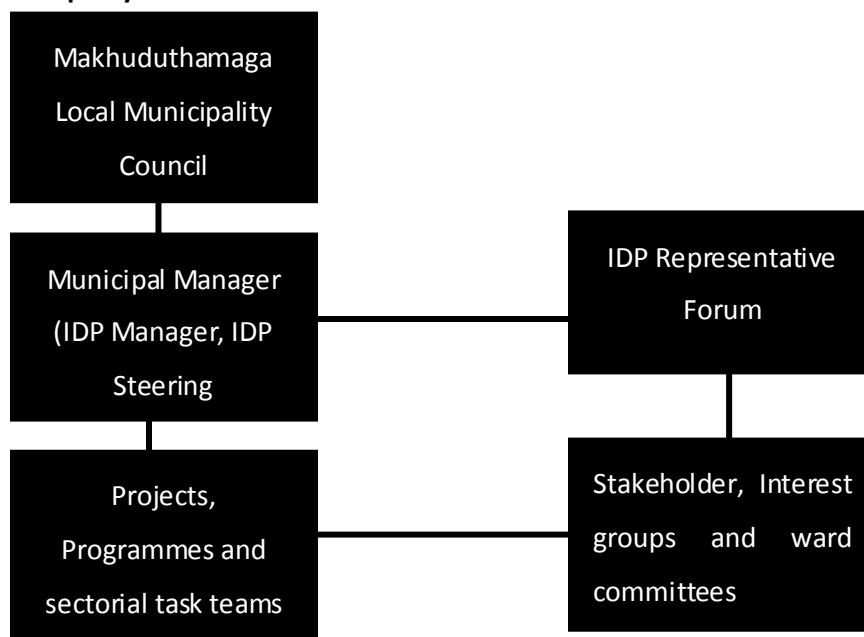 Makhuduthamaga
Local Municipality
Council
Municipal Manager
(IDP Manager, IDP
Steering
IDP Representative
Forum
Projects,
Programmes and
sectorial task teams
Stakeholder, Interest
groups and ward
committees